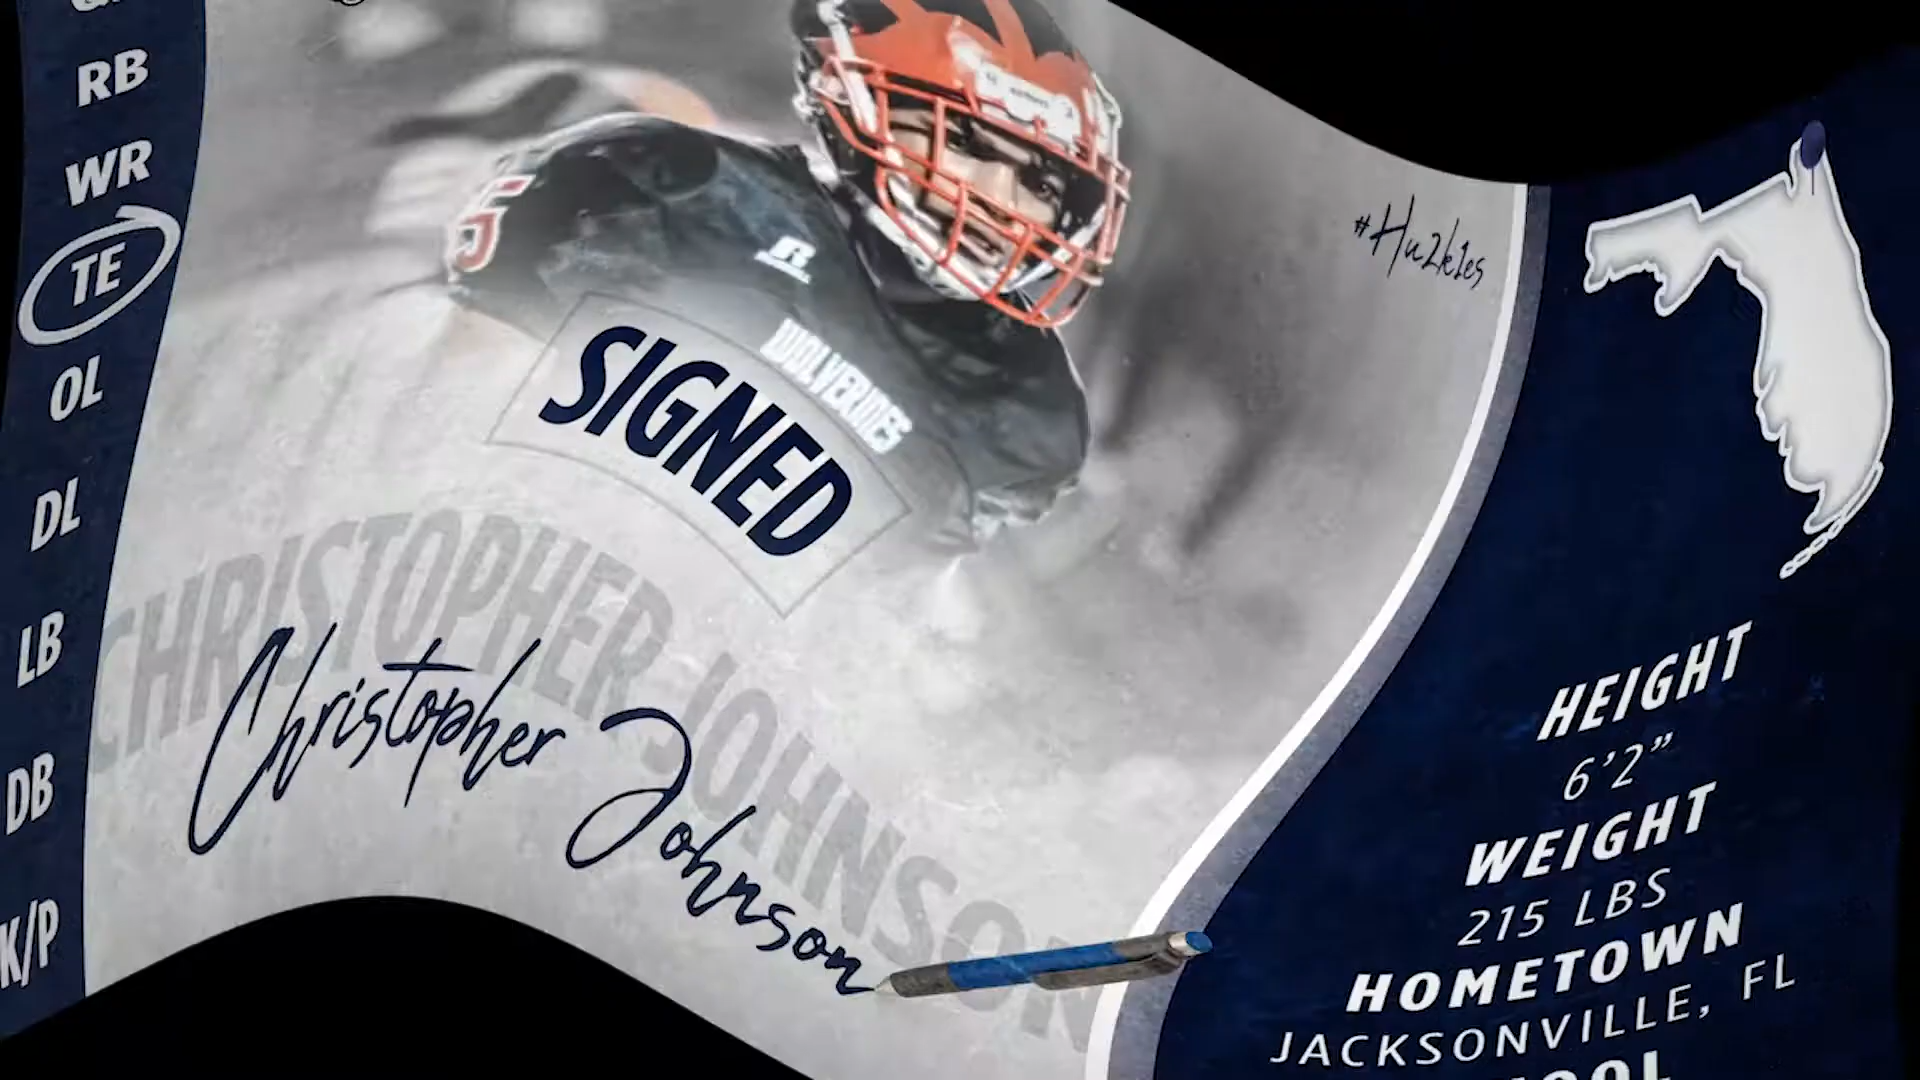 RB
WR
TE
OL
DL
LB
DB
K/P
R
WOLVERINES
SIGNED
CHRISTOPHER JOHNSON
Christopher Johnson
#Hu2k1es
HEIGHT
6’2”
WEIGHT
215 LBS
HOMETOWN
JACKSONVILLE, FL